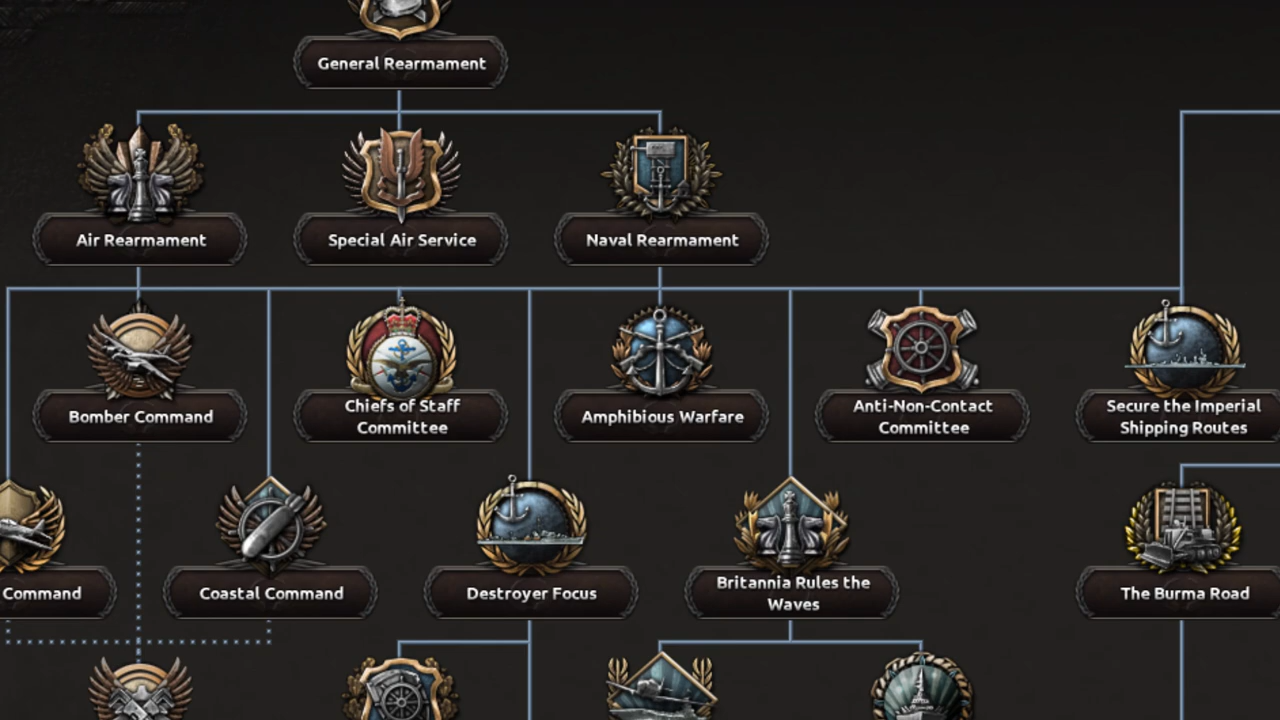 General Rearmament
Air Rearmament
Special Air Service
Naval Rearmament
Bomber Command
Chiefs of Staff
Committee
Amphibious Warfare
Anti-Non-Contact
Committee
Secure the Imperial
Shipping Routes
Command
Coastal Command
Destroyer Focus
Britannia Rules the
Waves
The Burma Road